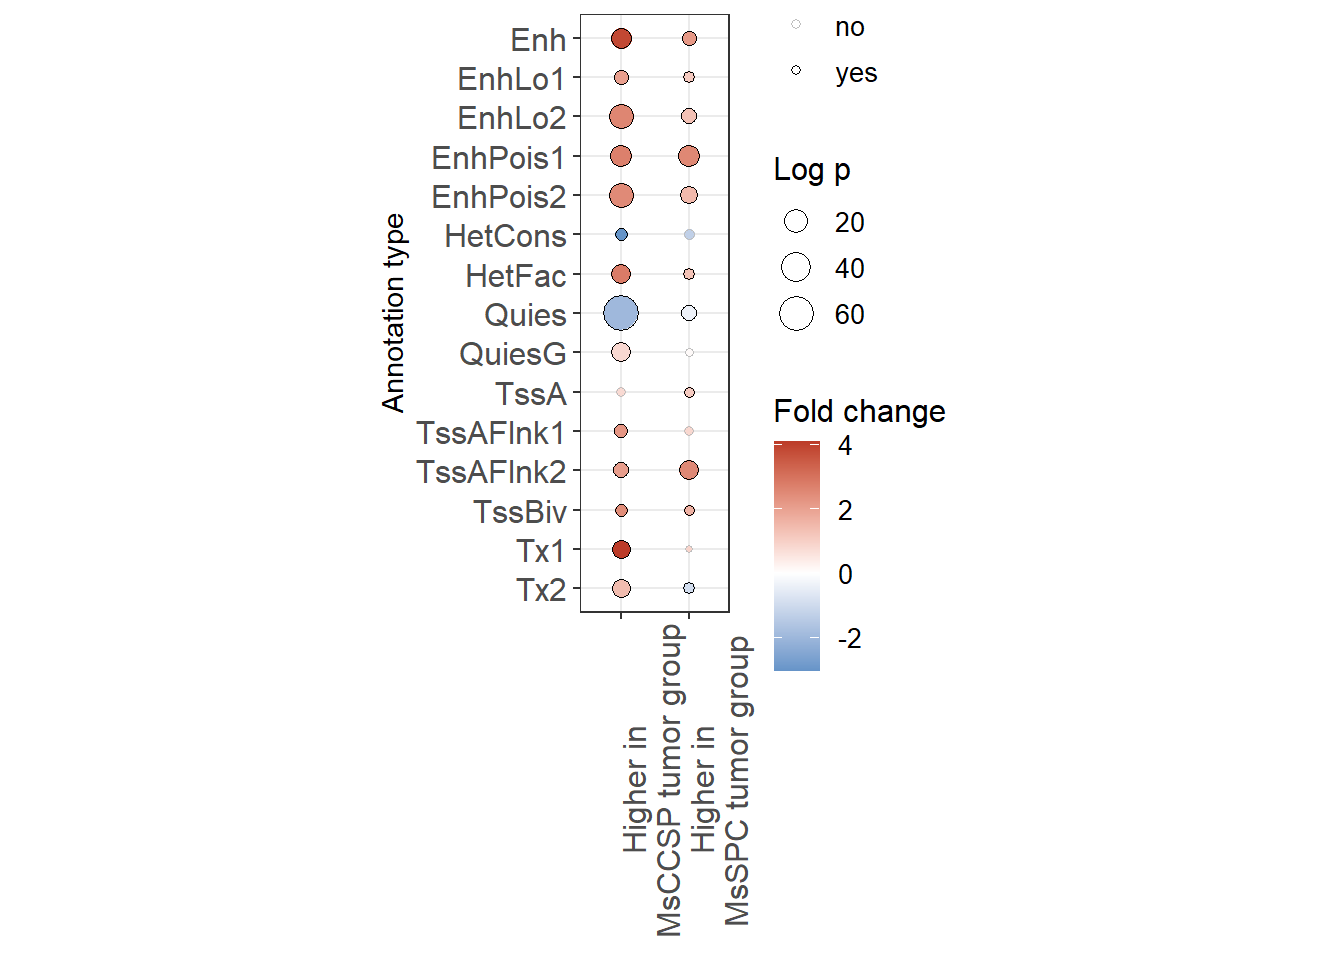 Annotation type
Enh
EnhLo1
EnhLo2
EnhPois1
EnhPois2
HetCons
HetFac
Quies
QuiesG
TssA
TssAFlnk1
TssAFlnk2
TssBiv
Tx1
Tx2
Higher in
MsCCSP tumor group
Higher in
MsSPC tumor group
no
yes
Log p
20
40
60
Fold change
4
2
0
-2